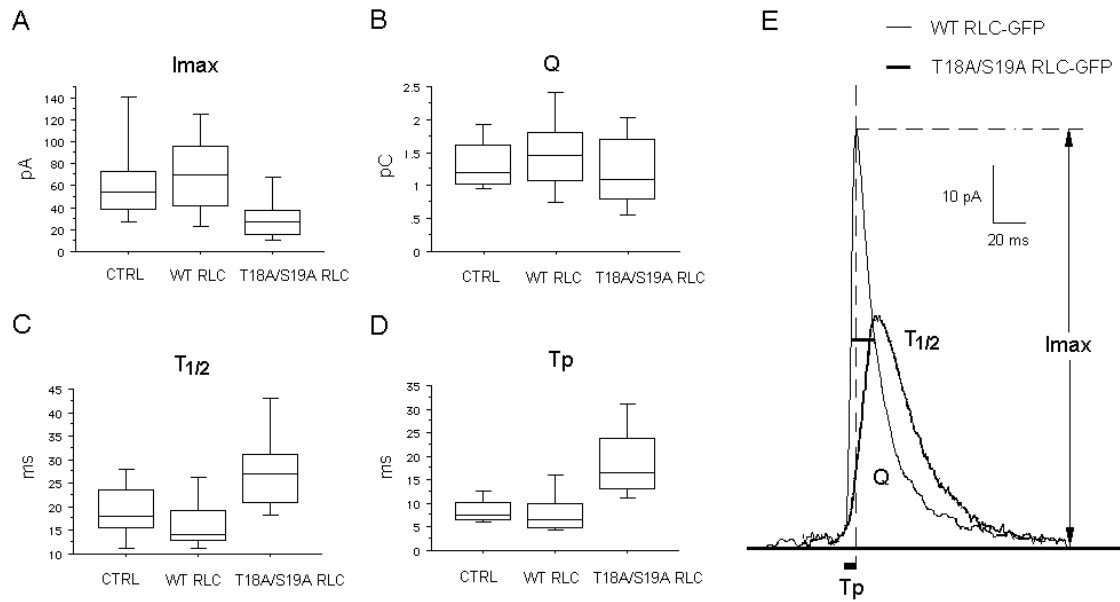 A
Imax
pA
140
120
100
80
60
40
20
0
CTRL WT RLC T18A/S19A RLC
B
Q
pC
2.5
2
1.5
1
.5
0
CTRL WT RLC T18A/S19A RLC
C
T1/2
ms
45
40
35
30
25
20
15
10
CTRL WT RLC T18A/S19A RLC
D
Tp
ms
35
30
25
20
15
10
5
0
CTRL WT RLC T18A/S19A RLC
E
WT RLC-GFP
T18A/S19A RLC-GFP
10 pA
20 ms
T1/2
Imax
Q
Tp